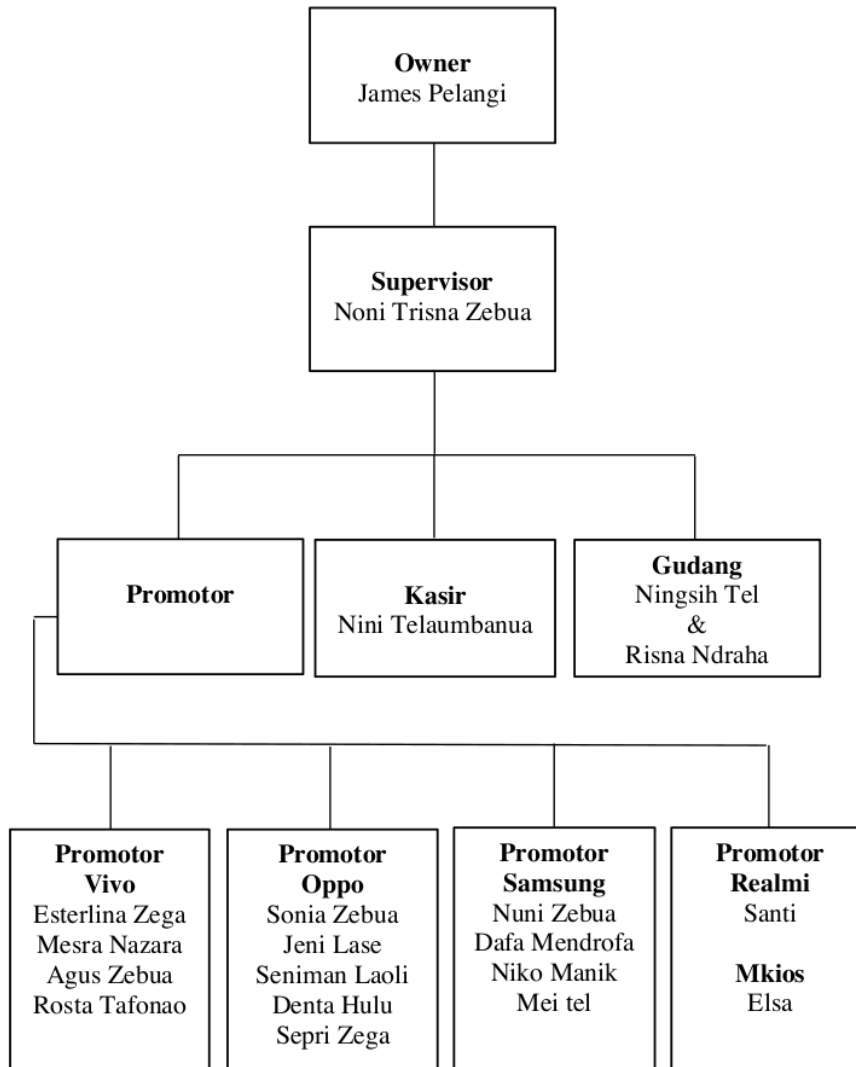 Owner
James Pelangi
Supervisor
Noni Trisna Zebua
Promotor
Kasir
Nini Telaumbanua
Gudang
Ningsih Tel
&
Risna Ndraha
Promotor
Vivo
Esterlina Zega
Mesra Nazara
Agus Zebua
Rosta Tafonao
Promotor
Oppo
Sonia Zebua
Jeni Lase
Seniman Laoli
Denta Hulu
Sepri Zega
Promotor
Samsung
Nuni Zebua
Dafa Mendrofa
Niko Manik
Mei tel
Promotor
Realmi
Santi
Mkios
Elsa